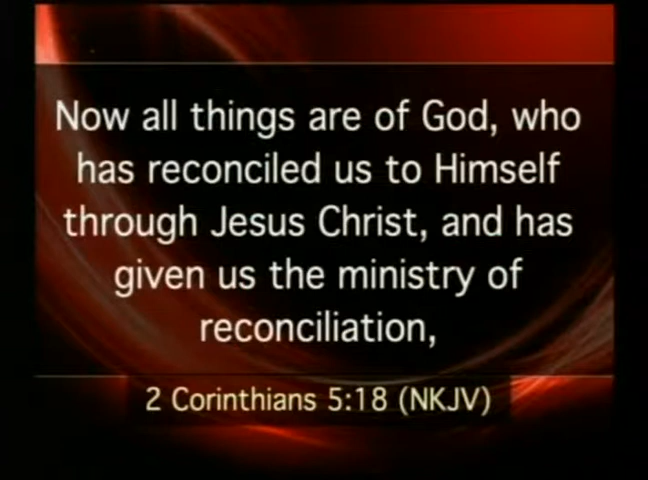 Now all things are of God, who
has reconciled us to Himself
through Jesus Christ, and has
given us the ministry of
reconciliation,
2 Corinthians 5:18 (NKJV)